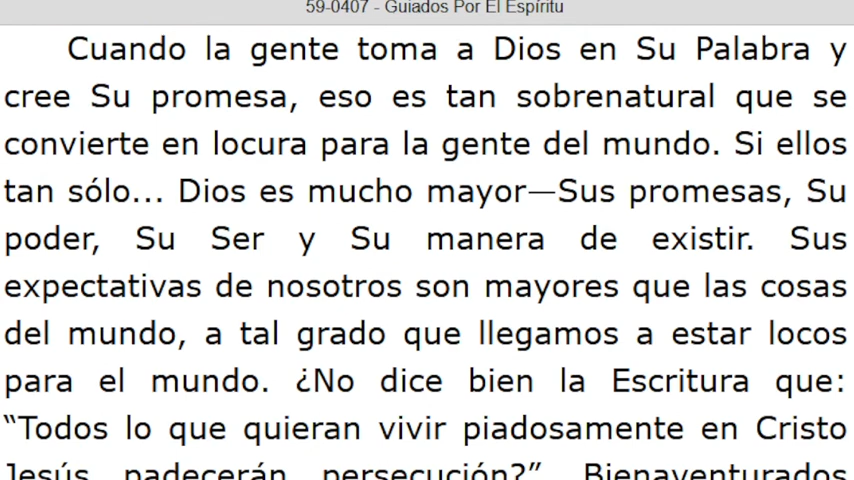 59-0407 - Guiados Por El Espíritu
Cuando la gente toma a Dios en Su Palabra y
cree Su promesa, eso es tan sobrenatural que se
convierte en locura para la gente del mundo. Si ellos
tan sólo... Dios es mucho mayor—Sus promesas, Su
poder, Su Ser y Su manera de existir. Sus
expectativas de nosotros son mayores que las cosas
del mundo, a tal grado que llegamos a estar locos
para el mundo. ¿No dice bien la Escritura que:
“Todos lo que quieran vivir piadosamente en Cristo
Jesús padecerán persecución?” Bienaventurados